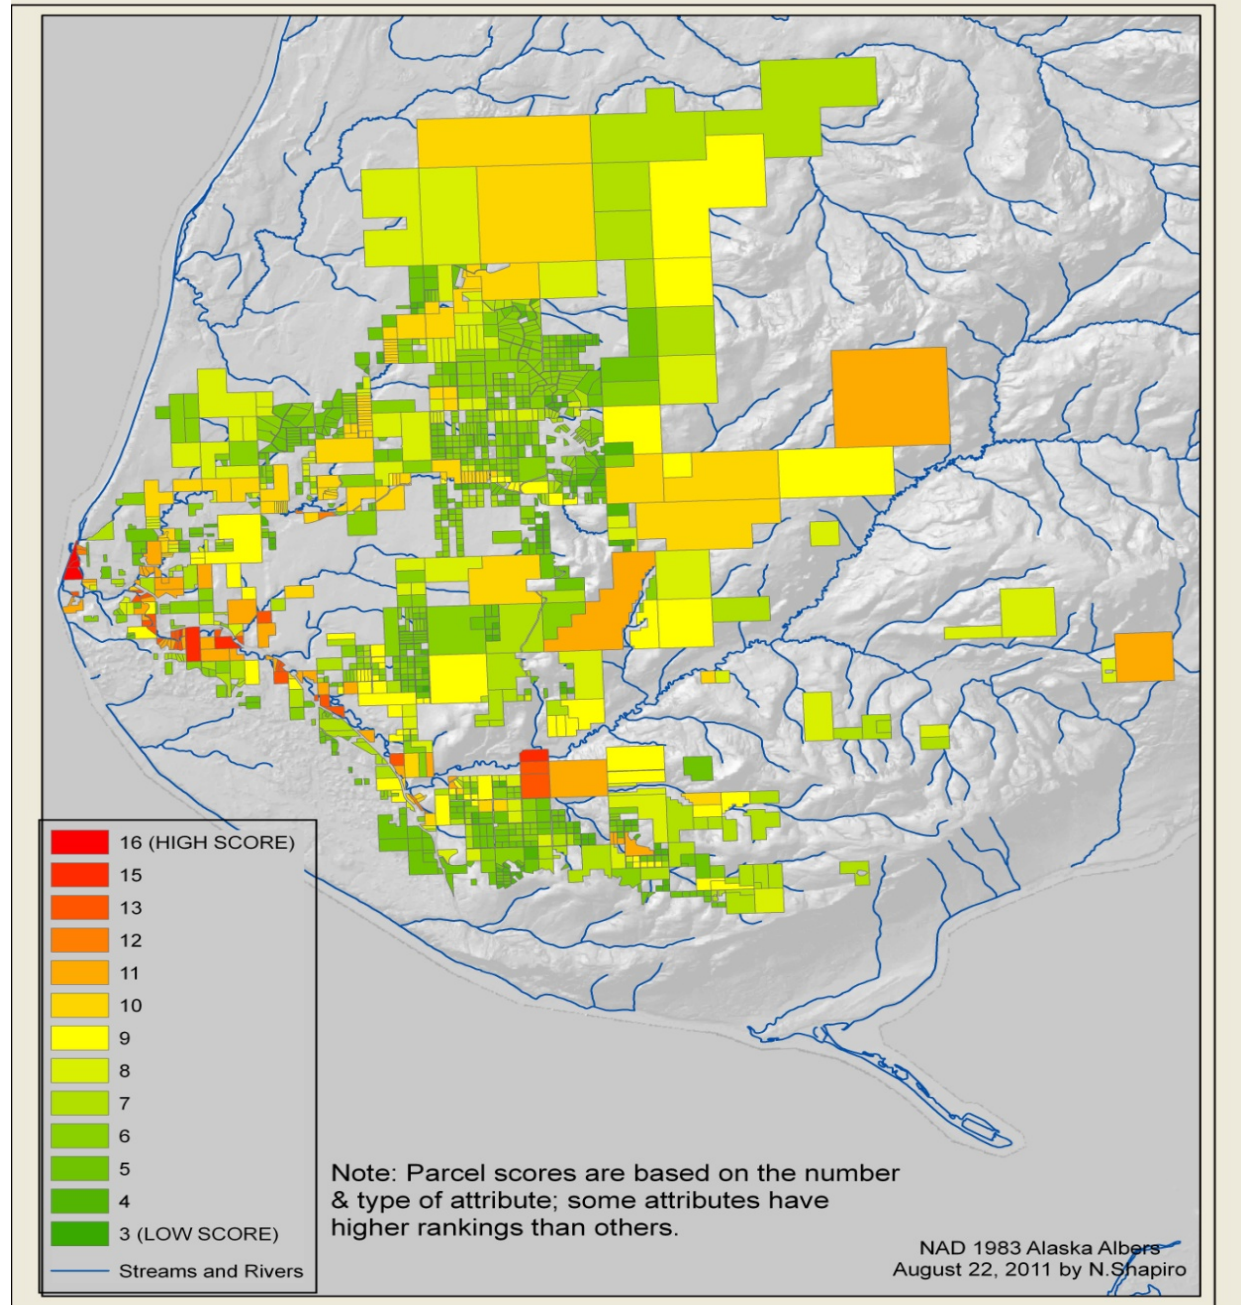 16 (HIGH SCORE)
15
13
12
11
10
9
8
7
6
5
4
3 (LOW SCORE)
Streams and Rivers
Note: Parcel scores are based on the number
& type of attribute; some attributes have
higher rankings than others.
NAD 1983 Alaska Albers
August 22, 2011 by N.Shapiro